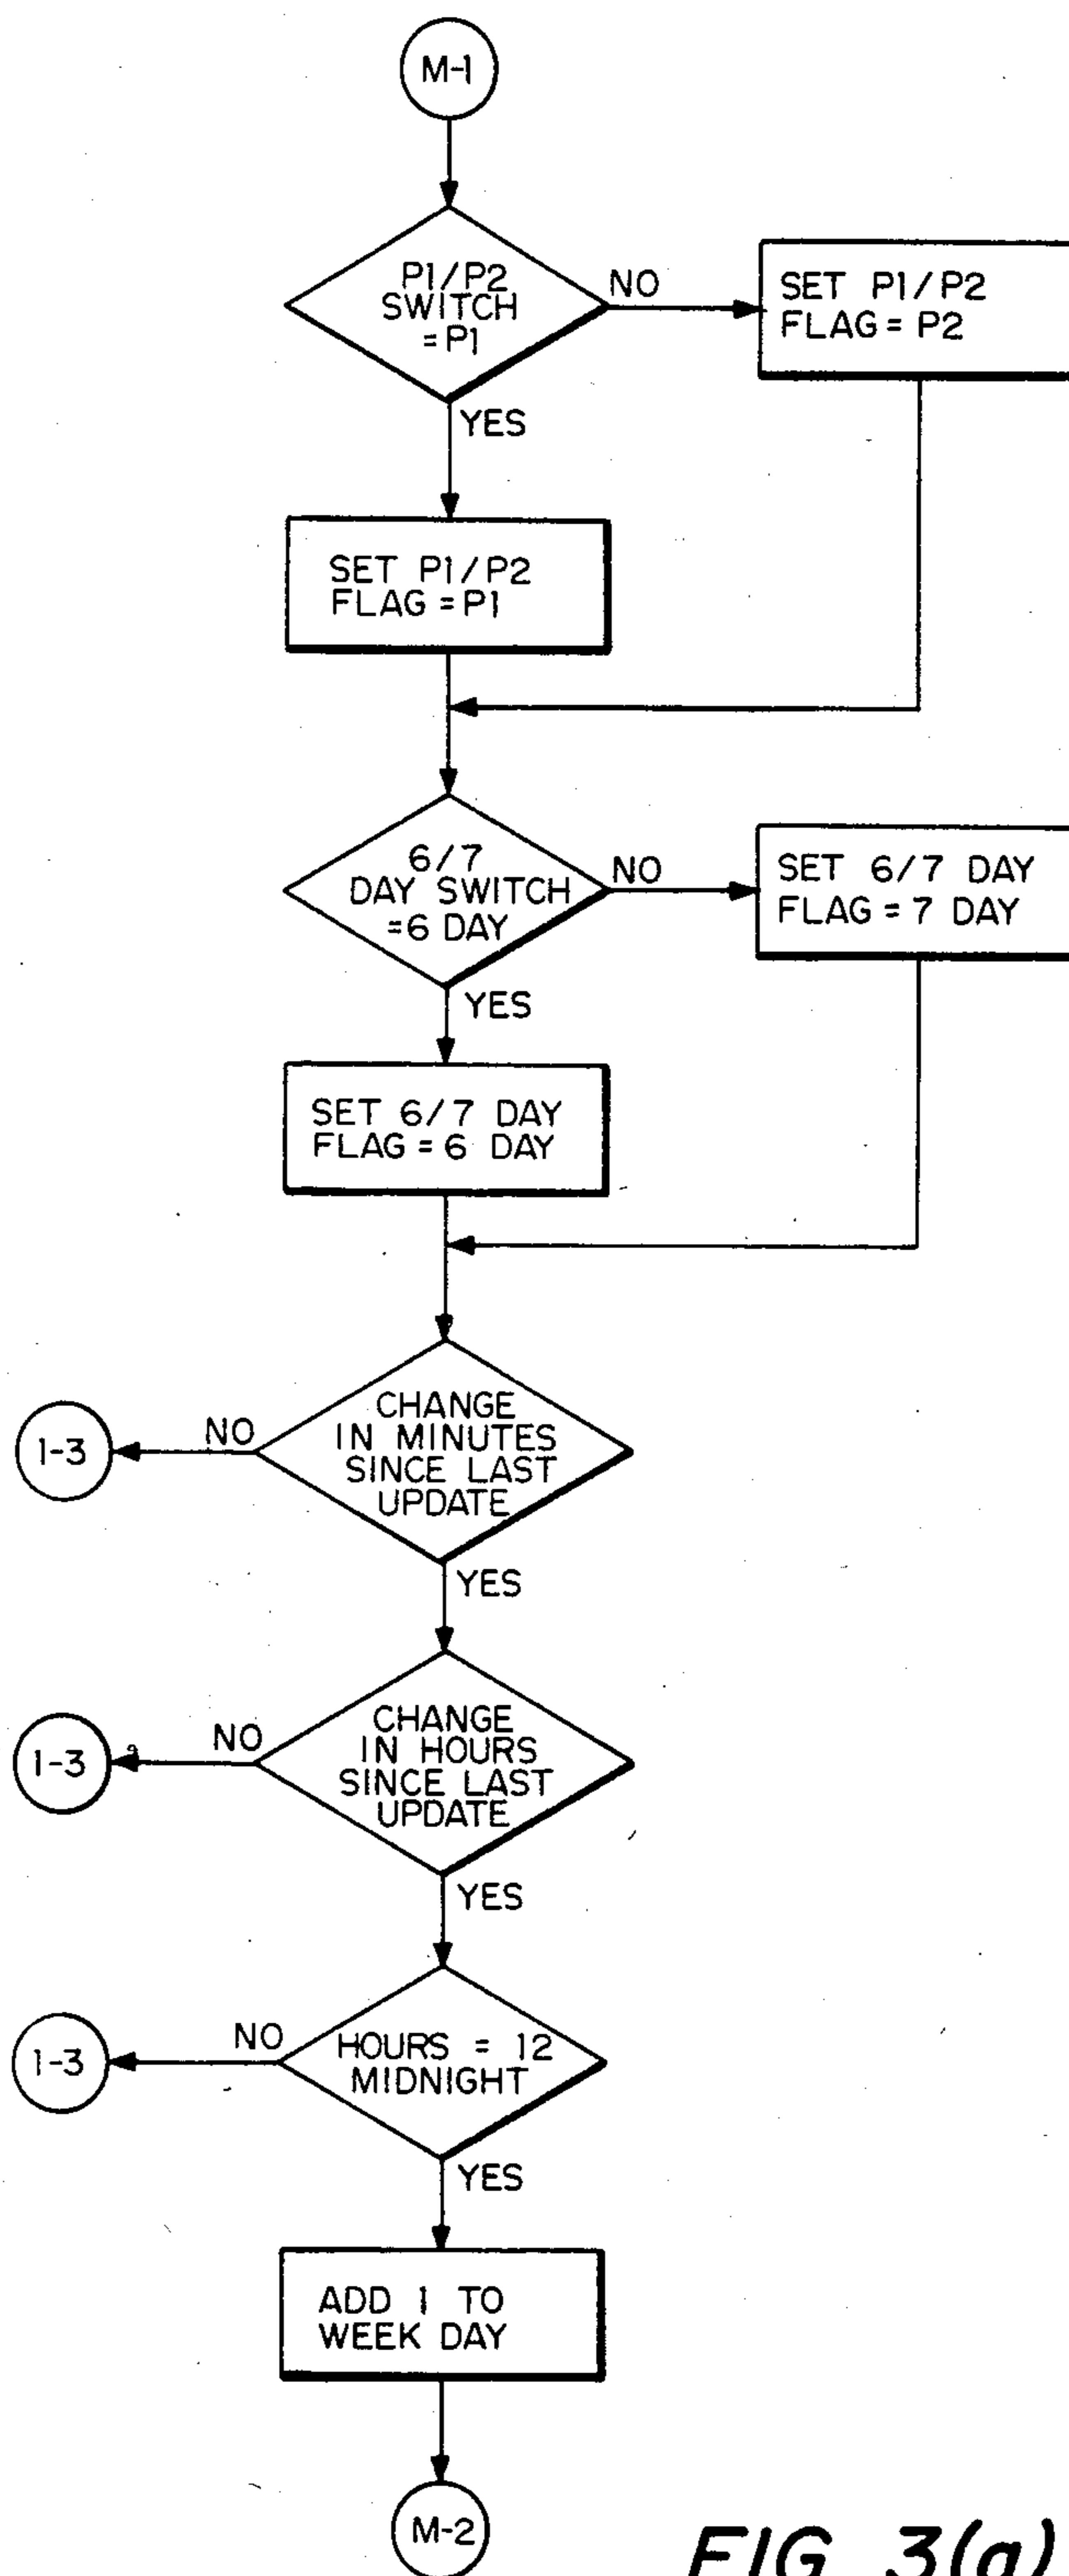 M-1
P1/P2
SWITCH
=P1
NO
SET P1/P2
FLAG = P2
YES
SET P1/P2
FLAG = P1
6/7
DAY SWITCH
=6 DAY
NO
SET 6/7 DAY
FLAG = 7 DAY
YES
SET 6/7 DAY
FLAG = 6 DAY
CHANGE
IN MINUTES
SINCE LAST
UPDATE
NO
1-3
YES
CHANGE
IN HOURS
SINCE LAST
UPDATE
NO
1-3
YES
HOURS = 12
MIDNIGHT
NO
1-3
YES
ADD 1 TO
WEEK DAY
M-2
FIG. 3(a)